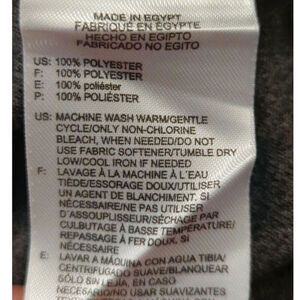 MADE IN EGYPT
FABRIQUÉ EN ÉGYPTE
HECHO EN EGIPTO
FABRICADO NO EGITO
US: 100% POLYESTER
F: 100% POLYESTER
E: 100% poliéster
P: 100% POLIÉSTER
US: MACHINE WASH WARM/GENTLE
CYCLE/ONLY NON-CHLORINE
BLEACH, WHEN NEEDED/DO NOT
USE FABRIC SOFTENER/TUMBLE DRY
LOW/COOL IRON IF NEEDED
F: LAVAGE À LA MACHINE À L'EAU
TIÈDE/ESSORAGE DOUX/UTILISER
UN AGENT DE BLANCHIMENT. SI
NÉCESSAIRE/NE PAS UTILISER
D'ASSOUPLISSEUR/SÉCHAGE PAR
CULBUTAGE À BASSE TEMPÉRATURE/
REPASSAGE À FER DOUX, SI
NÉCESSAIRE
E: LAVAR A MÁQUINA CON AGUA TIBIA/
CENTRIFUGADO SUAVE/BLANQUEAR
SÓLO SIN LEJÍA, EN CASO
NECESARIO/NO USAR SUAVIZANTES